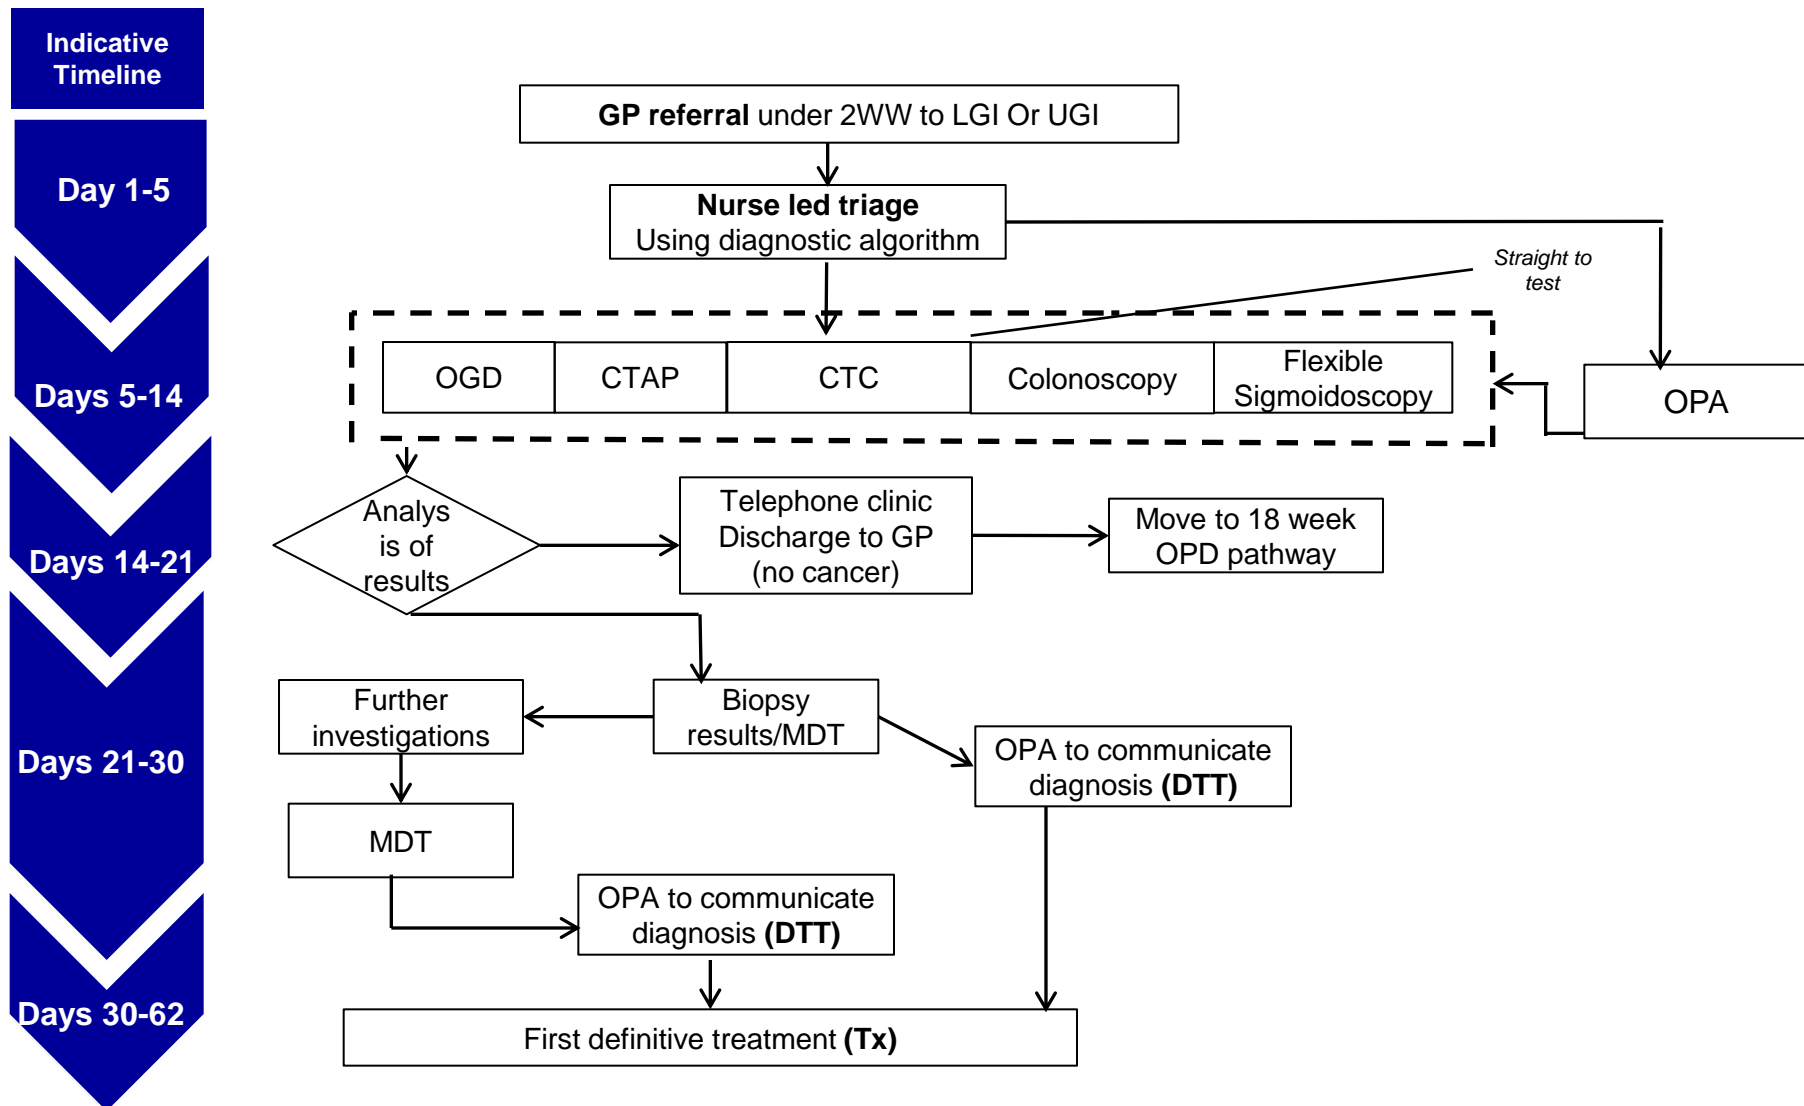 Indicative
Timeline
GP referral under 2WW to LGI Or UGI
Day 1-5
Nurse led triage
Using diagnostic algorithm
Straight to
test
Days 5-14
OGD
CTAP
CTC
Colonoscopy
Flexible
Sigmoidoscopy
OPA
Days 14-21
Analys
is of
results
Telephone clinic
Discharge to GP
(no cancer)
Move to 18 week
OPD pathway
Days 21-30
Further
investigations
Biopsy
results/MDT
OPA to communicate
diagnosis (DTT)
MDT
OPA to communicate
diagnosis (DTT)
Days 30-62
First definitive treatment (Tx)